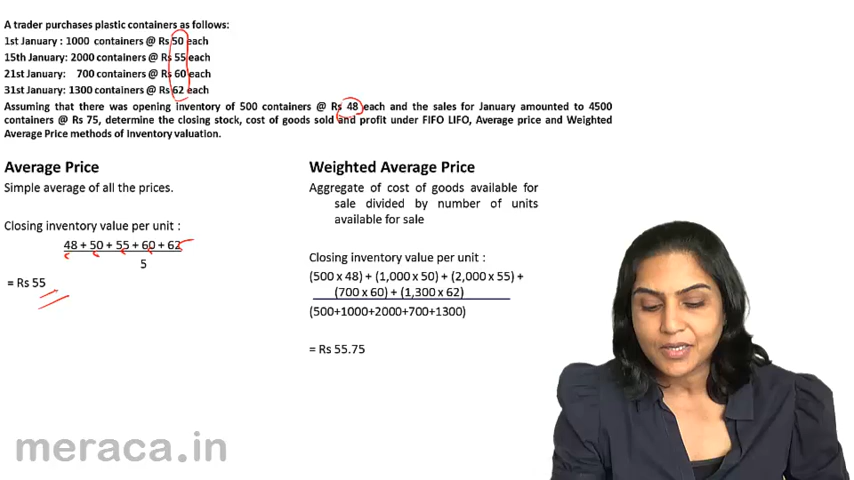 A trader purchases plastic containers as follows:
1st January : 1000 containers @ Rs 50 each
15th January: 2000 containers @ Rs 55 each
21st January: 700 containers @ Rs 60 each
31st January: 1300 containers @ Rs 62 each
Assuming that there was opening inventory of 500 containers @ Rs 48 each and the sales for January amounted to 4500
containers @ Rs 75, determine the closing stock, cost of goods sold and profit under FIFO LIFO, Average price and Weighted
Average Price methods of Inventory valuation.
Average Price
Simple average of all the prices.
Closing inventory value per unit :
48 + 50 + 55 + 60 + 62
5
= Rs 55
Weighted Average Price
Aggregate of cost of goods available for
sale divided by number of units
available for sale
Closing inventory value per unit :
(500 x 48) + (1,000 x 50) + (2,000 x 55) +
(700 x 60) + (1,300 x 62)
(500+1000+2000+700+1300)
= Rs 55.75
meraca.in